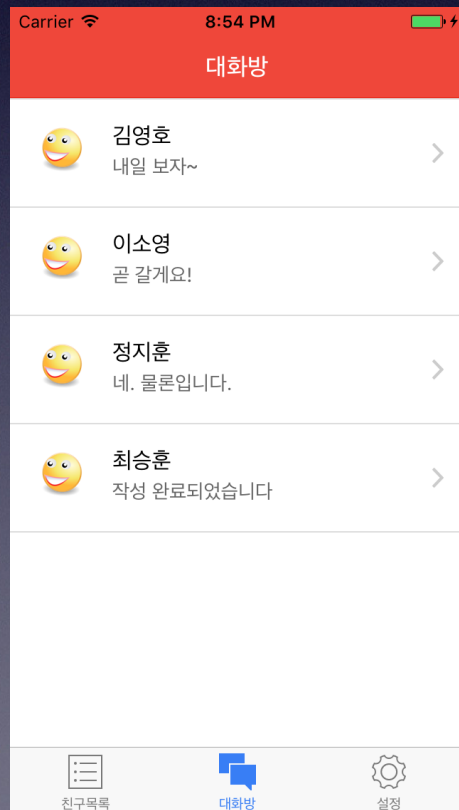 Carrier 8:54 PM
대화방
김영호
내일 보자~
이소영
곧 갈게요!
정지훈
네. 물론입니다.
최승훈
작성 완료되었습니다
친구목록 대화방 설정